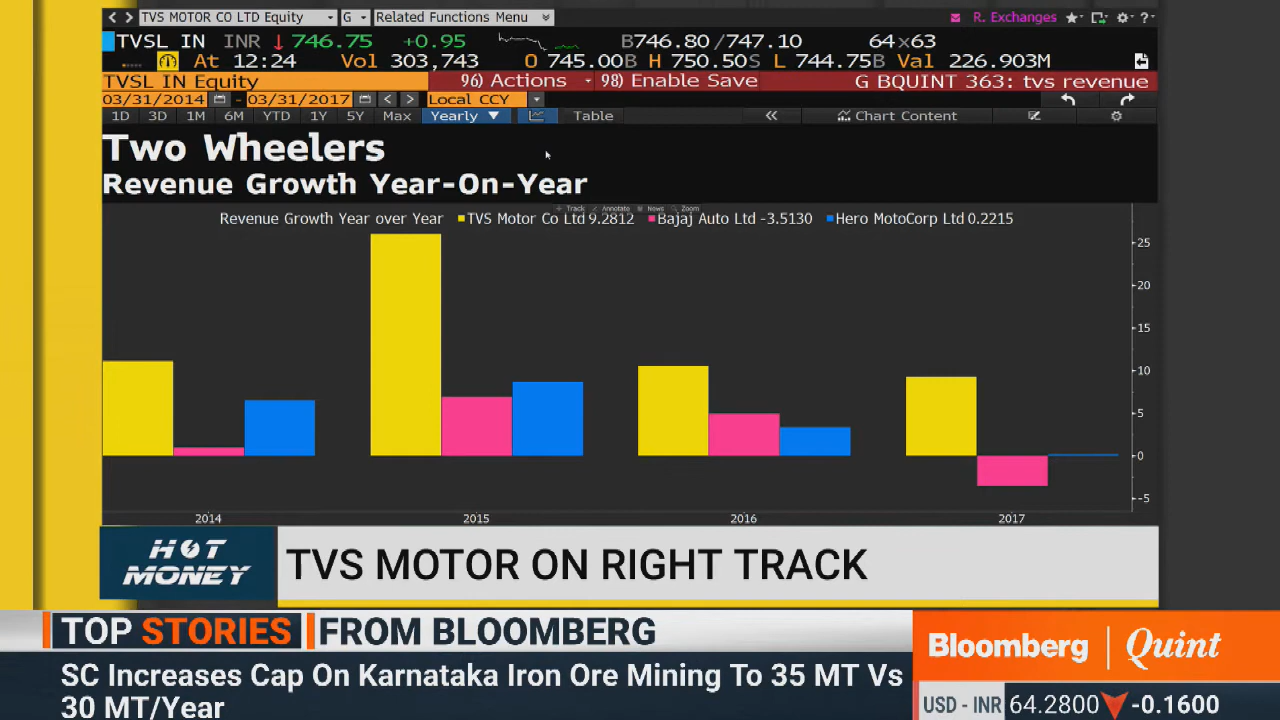 TVS MOTOR CO LTD Equity G Related Functions Menu R. Exchanges ?
TVSL IN INR ↓ 746.75 +0.95 B746.80/747.10 64×63
At 12:24 Vol 303,743 O 745.00B H 750.50S L 744.75B Val 226.903M
TVSL IN Equity 96) Actions 98) Enable Save G BQUINT 363: tvs revenue
03/31/2014 - 03/31/2017 < > Local CCY
1D 3D 1M 6M YTD 1Y 5Y Max Yearly ▼ Table « Chart Content
Two Wheelers
Revenue Growth Year-On-Year
+ Track Annotate News Zoom
Revenue Growth Year over Year TVS Motor Co Ltd 9.2812 Bajaj Auto Ltd -3.5130 Hero MotoCorp Ltd 0.2215
25
20
15
10
5
0
-5
2014 2015 2016 2017
HOT MONEY
TVS MOTOR ON RIGHT TRACK
TOP STORIES FROM BLOOMBERG
SC Increases Cap On Karnataka Iron Ore Mining To 35 MT Vs
30 MT/Year
Bloomberg | Quint
USD - INR 64.2800 -0.1600